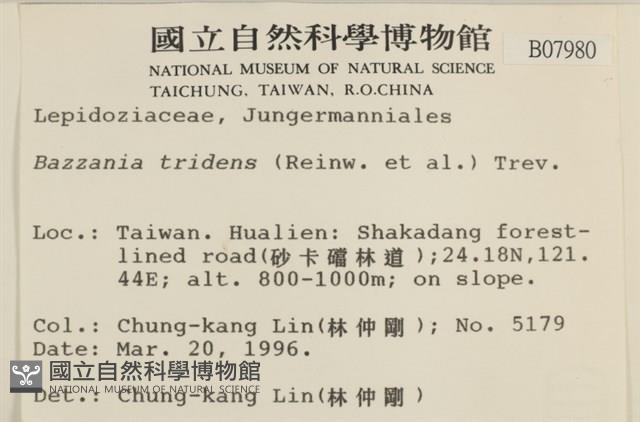 國立自然科學博物館
B07980
NATIONAL MUSEUM OF NATURAL SCIENCE
TAICHUNG, TAIWAN, R.O.CHINA
Lepidoziaceae, Jungermanniales
Bazzania tridens (Reinw. et al.) Trev.
Loc.: Taiwan. Hualien: Shakadang forest-
lined road(砂卡礑林道);24.18N,121.
44E; alt. 800-1000m; on slope.
Col.: Chung-kang Lin(林仲剛); No. 5179
Date: Mar. 20, 1996.
國立自然科學博物館
NATIONAL MUSEUM OF NATURAL SCIENCE
Det.: Chung-kang Lin(林仲剛)